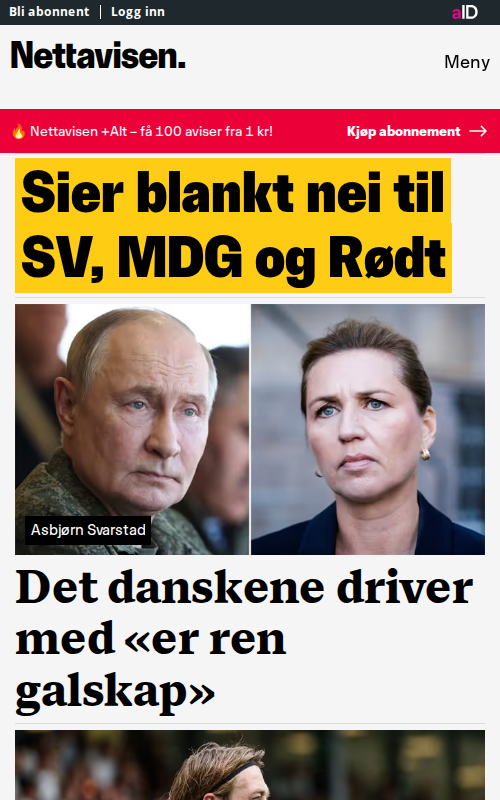 Bli abonnent | Logg inn
aID
Nettavisen.
Meny
🔥 Nettavisen +Alt – få 100 aviser fra 1 kr!
Kjøp abonnement →
Sier blankt nei til
SV, MDG og Rødt
Asbjørn Svarstad
Det danskene driver
med «er ren
galskap»